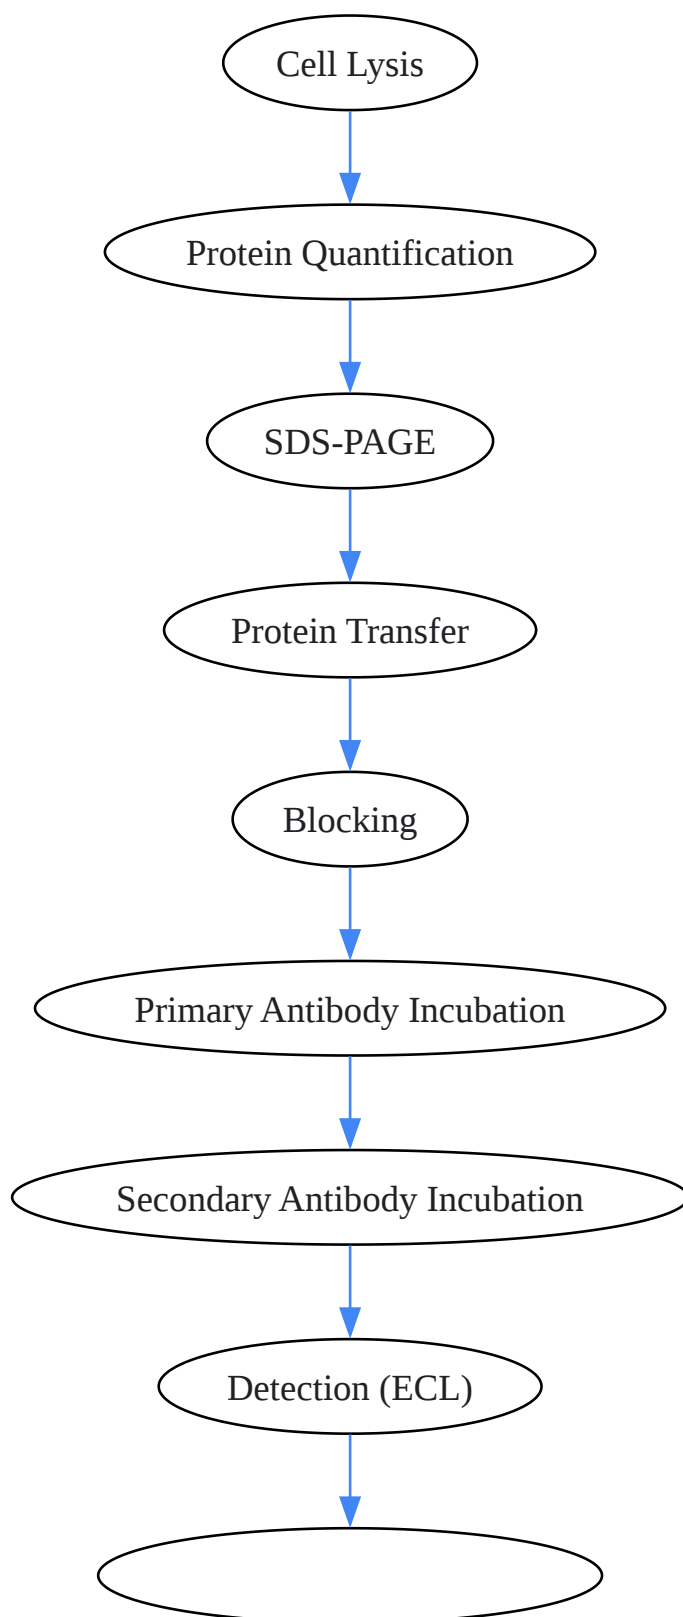 Cell Lysis
Protein Quantification
SDS-PAGE
Protein Transfer
Blocking
Primary Antibody Incubation
Secondary Antibody Incubation
Detection (ECL)